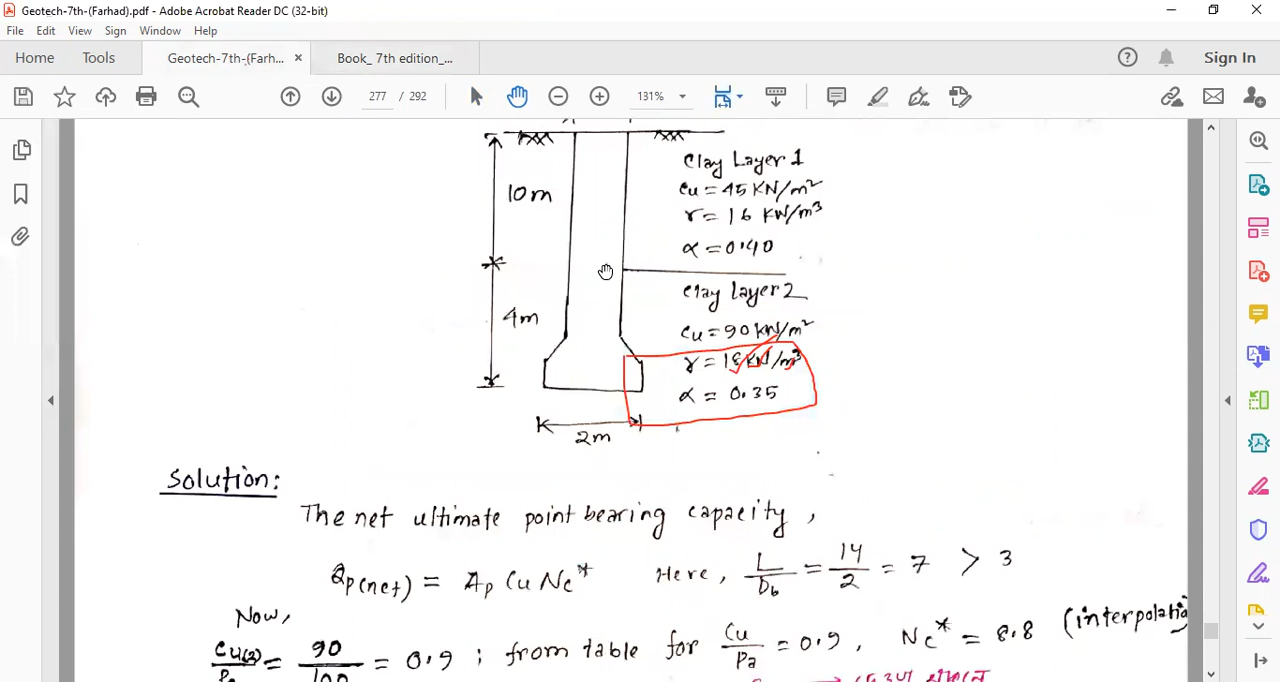 Geotech-7th-(Farhad).pdf - Adobe Acrobat Reader DC (32-bit)
File Edit View Sign Window Help
Home Tools Geotech-7th-(Farh... × Book_ 7th edition_... Sign In
277 / 292 131%
10m
Clay Layer 1
Cu = 45 KN/m²
γ = 16 KN/m³
α = 0.40
4m
Clay Layer 2
Cu = 90 KN/m²
γ = 18 KN/m³
α = 0.35
2m
Solution:
The net ultimate point bearing capacity,
Qp(net) = Ap Cu Nc* Here, L/Db = 14/2 = 7 > 3
Now,
Cu(2)/Pa = 90/100 = 0.9 ; from table for Cu/Pa = 0.9, Nc* = 8.8 (interpolatio